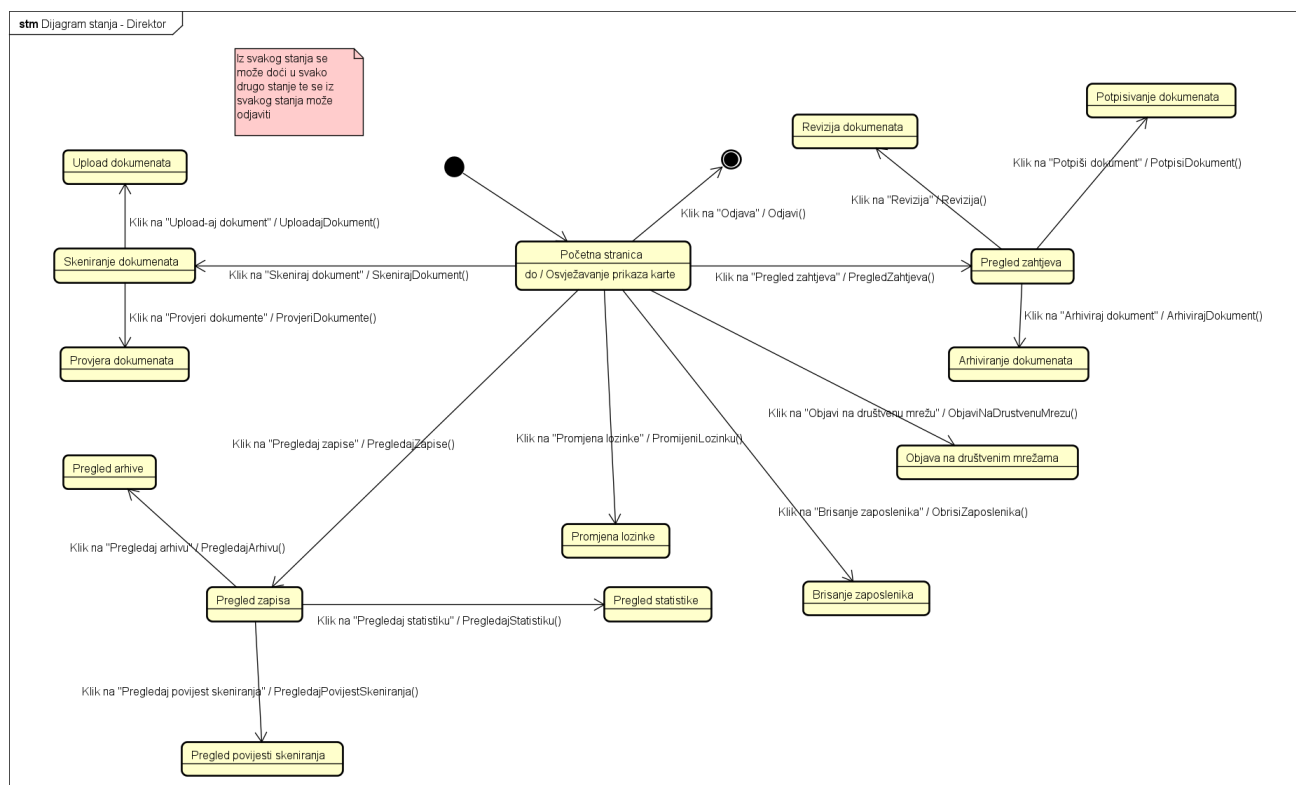 stm Dijagram stanja - Direktor
Iz svakog stanja se
može doći u svako
drugo stanje te se iz
svakog stanja može
odjaviti
Potpisivanje dokumenata
Revizija dokumenata
Upload dokumenata
Klik na "Potpiši dokument" / PotpisiDokument()
Klik na "Revizija" / Revizija()
Klik na "Upload-aj dokument" / UploadajDokument()
Klik na "Odjava" / Odjavi()
Početna stranica
do / Osvježavanje prikaza karte
Skeniranje dokumenata
Klik na "Skeniraj dokument" / SkenirajDokument()
Klik na "Pregled zahtjeva" / PregledZahtjeva()
Pregled zahtjeva
Klik na "Provjeri dokumente" / ProvjeriDokumente()
Klik na "Arhiviraj dokument" / ArhivirajDokument()
Provjera dokumenata
Arhiviranje dokumenata
Klik na "Objavi na društvenu mrežu" / ObjaviNaDrustvenuMrezu()
Klik na "Pregledaj zapise" / PregledajZapise()
Klik na "Promjena lozinke" / PromijeniLozinku()
Objava na društvenim mrežama
Pregled arhive
Klik na "Brisanje zaposlenika" / ObrisiZaposlenika()
Promjena lozinke
Klik na "Pregledaj arhivu" / PregledajArhivu()
Pregled zapisa
Pregled statistike
Brisanje zaposlenika
Klik na "Pregledaj statistiku" / PregledajStatistiku()
Klik na "Pregledaj povijest skeniranja" / PregledajPovijestSkeniranja()
Pregled povijesti skeniranja